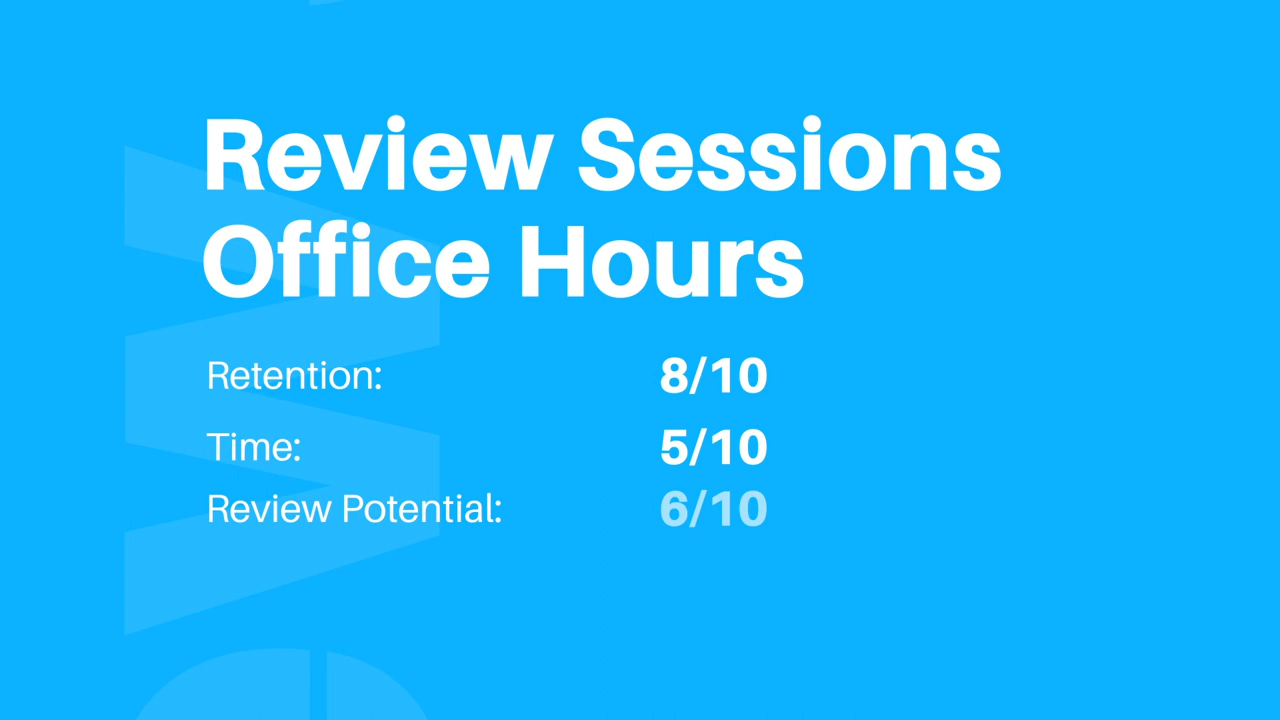 Review Sessions
Office Hours
Retention: 8/10
Time: 5/10
Review Potential: 6/10